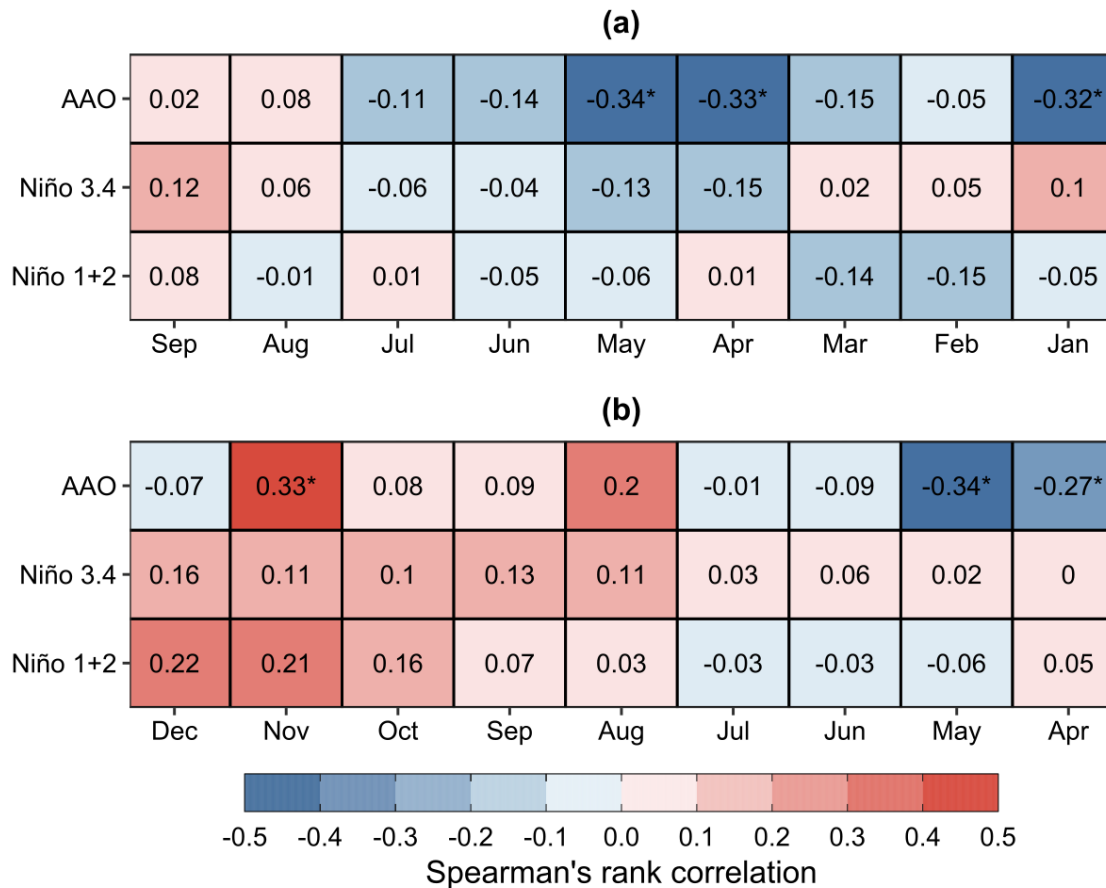 (a)
AAO 0.02 0.08 -0.11 -0.14 -0.34* -0.33* -0.15 -0.05 -0.32*
Niño 3.4 0.12 0.06 -0.06 -0.04 -0.13 -0.15 0.02 0.05 0.1
Niño 1+2 0.08 -0.01 0.01 -0.05 -0.06 0.01 -0.14 -0.15 -0.05
Sep Aug Jul Jun May Apr Mar Feb Jan
(b)
AAO -0.07 0.33* 0.08 0.09 0.2 -0.01 -0.09 -0.34* -0.27*
Niño 3.4 0.16 0.11 0.1 0.13 0.11 0.03 0.06 0.02 0
Niño 1+2 0.22 0.21 0.16 0.07 0.03 -0.03 -0.03 -0.06 0.05
Dec Nov Oct Sep Aug Jul Jun May Apr
-0.5 -0.4 -0.3 -0.2 -0.1 0.0 0.1 0.2 0.3 0.4 0.5
Spearman's rank correlation